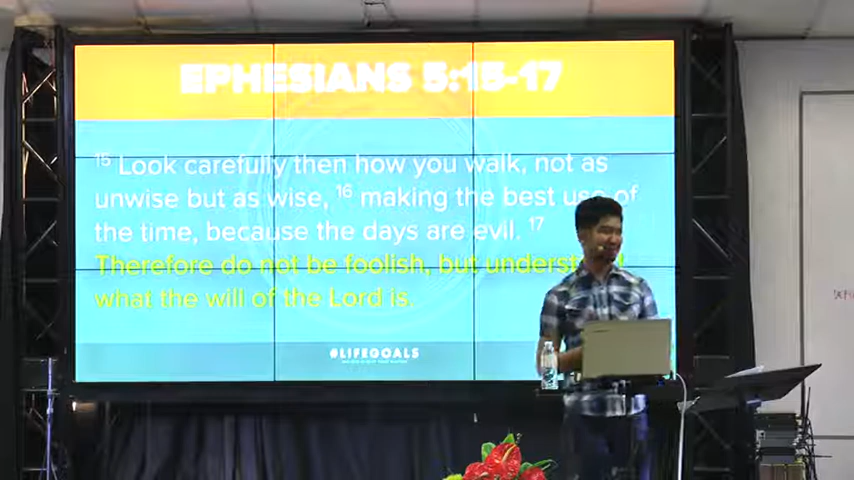 EPHESIANS 5:15-17
15 Look carefully then how you walk, not as
unwise but as wise, 16 making the best use of
the time, because the days are evil. 17
Therefore do not be foolish, but understand
what the will of the Lord is.
#LIFEGOALS